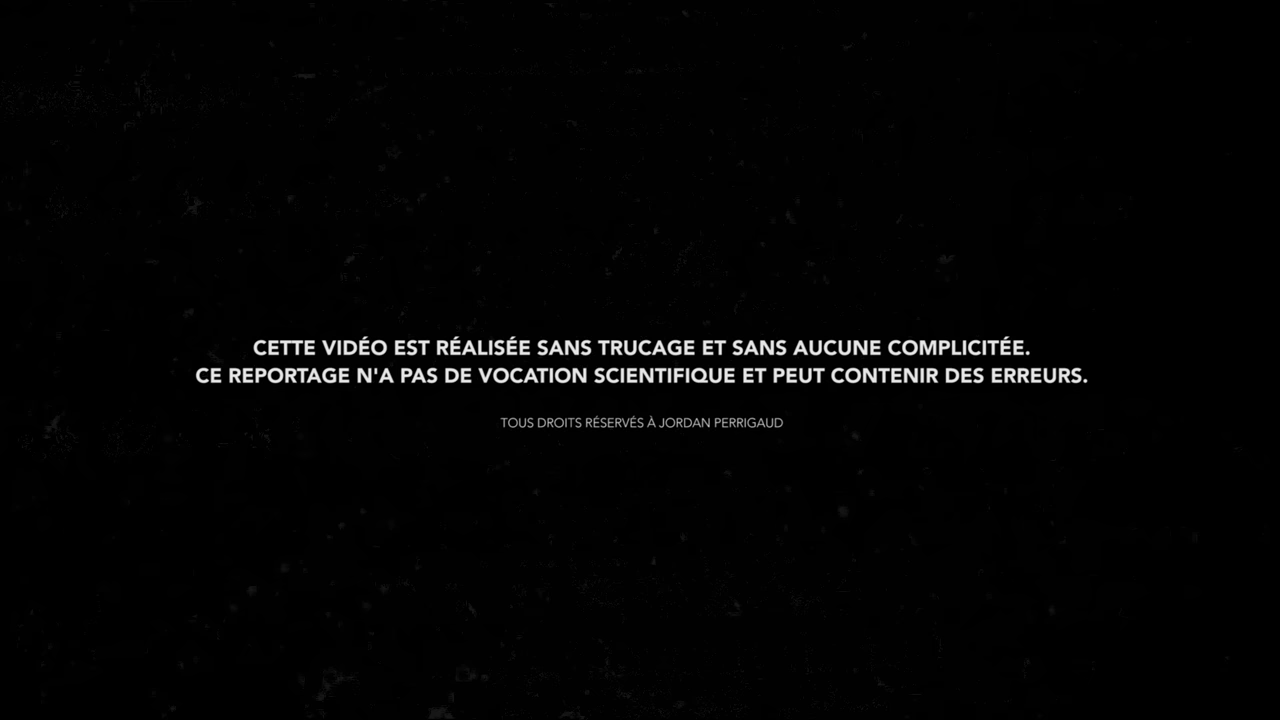 CETTE VIDÉO EST RÉALISÉE SANS TRUCAGE ET SANS AUCUNE COMPLICITÉE.
CE REPORTAGE N'A PAS DE VOCATION SCIENTIFIQUE ET PEUT CONTENIR DES ERREURS.
TOUS DROITS RÉSERVÉS À JORDAN PERRIGAUD